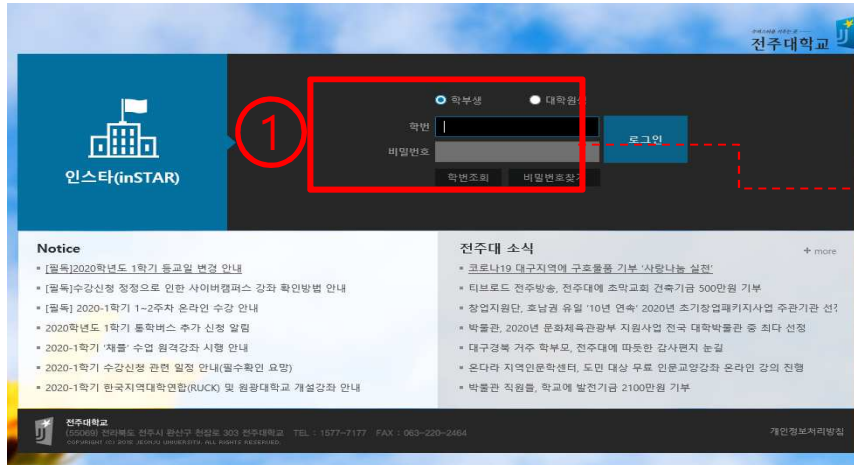 전주대학교
학부생
대학원생
①
학번
로그인
비밀번호
인스타(inSTAR)
학번조회
비밀번호찾기
Notice
[필독]2020학년도 1학기 등교일 변경 안내
[필독]수강신청 정정으로 인한 사이버캠퍼스 강좌 확인방법 안내
[필독] 2020-1학기 1~2주차 온라인 수강 안내
2020학년도 1학기 통학버스 추가 신청 알림
2020-1학기 '채플' 수업 원격강좌 시행 안내
2020-1학기 수강신청 관련 일정 안내(필수확인 요망)
2020-1학기 한국지역대학연합(RUCK) 및 원광대학교 개설강좌 안내
전주대 소식
+ more
코로나19 대구지역에 구호물품 기부 '사랑나눔 실천'
티브로드 전주방송, 전주대에 초막교회 건축기금 500만원 기부
창업지원단, 호남권 유일 '10년 연속' 2020년 초기창업패키지사업 주관기관 선정
박물관, 2020년 문화체육관광부 지원사업 전국 대학박물관 중 최다 선정
대구경북 거주 학부모, 전주대에 따뜻한 감사편지 눈길
온다라 지역인문학센터, 도민 대상 무료 인문교양강좌 온라인 강의 진행
박물관 직원들, 학교에 발전기금 2100만원 기부
전주대학교
(55069) 전라북도 전주시 완산구 천잠로 303 전주대학교 TEL : 1577-7177 FAX : 063-220-2464
COPYRIGHT (C) 2015 JEONJU UNIVERSITY. ALL RIGHTS RESERVED.
개인정보처리방침